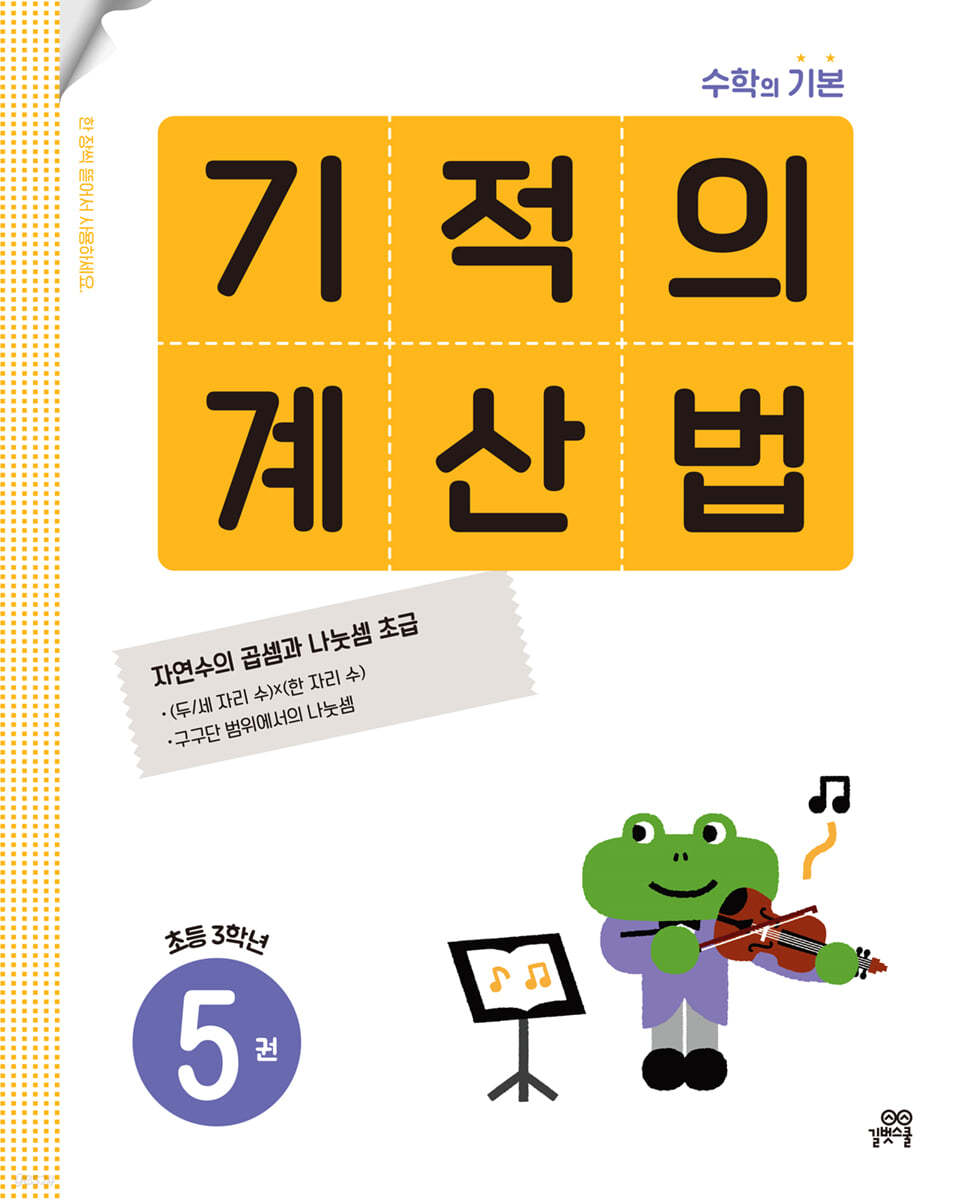 수학의 기본
한 장씩 뜯어서 사용하세요.
기적의
계산법
자연수의 곱셈과 나눗셈 초급
• (두/세 자리 수)×(한 자리 수)
• 구구단 범위에서의 나눗셈
초등 3학년
5권
길벗스쿨